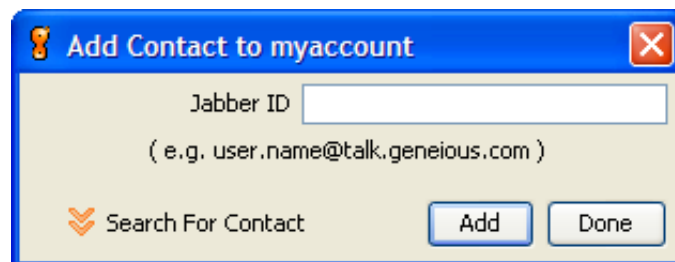 Add Contact to myaccount
Jabber ID
( e.g. user.name@talk.geneious.com )
Search For Contact Add Done